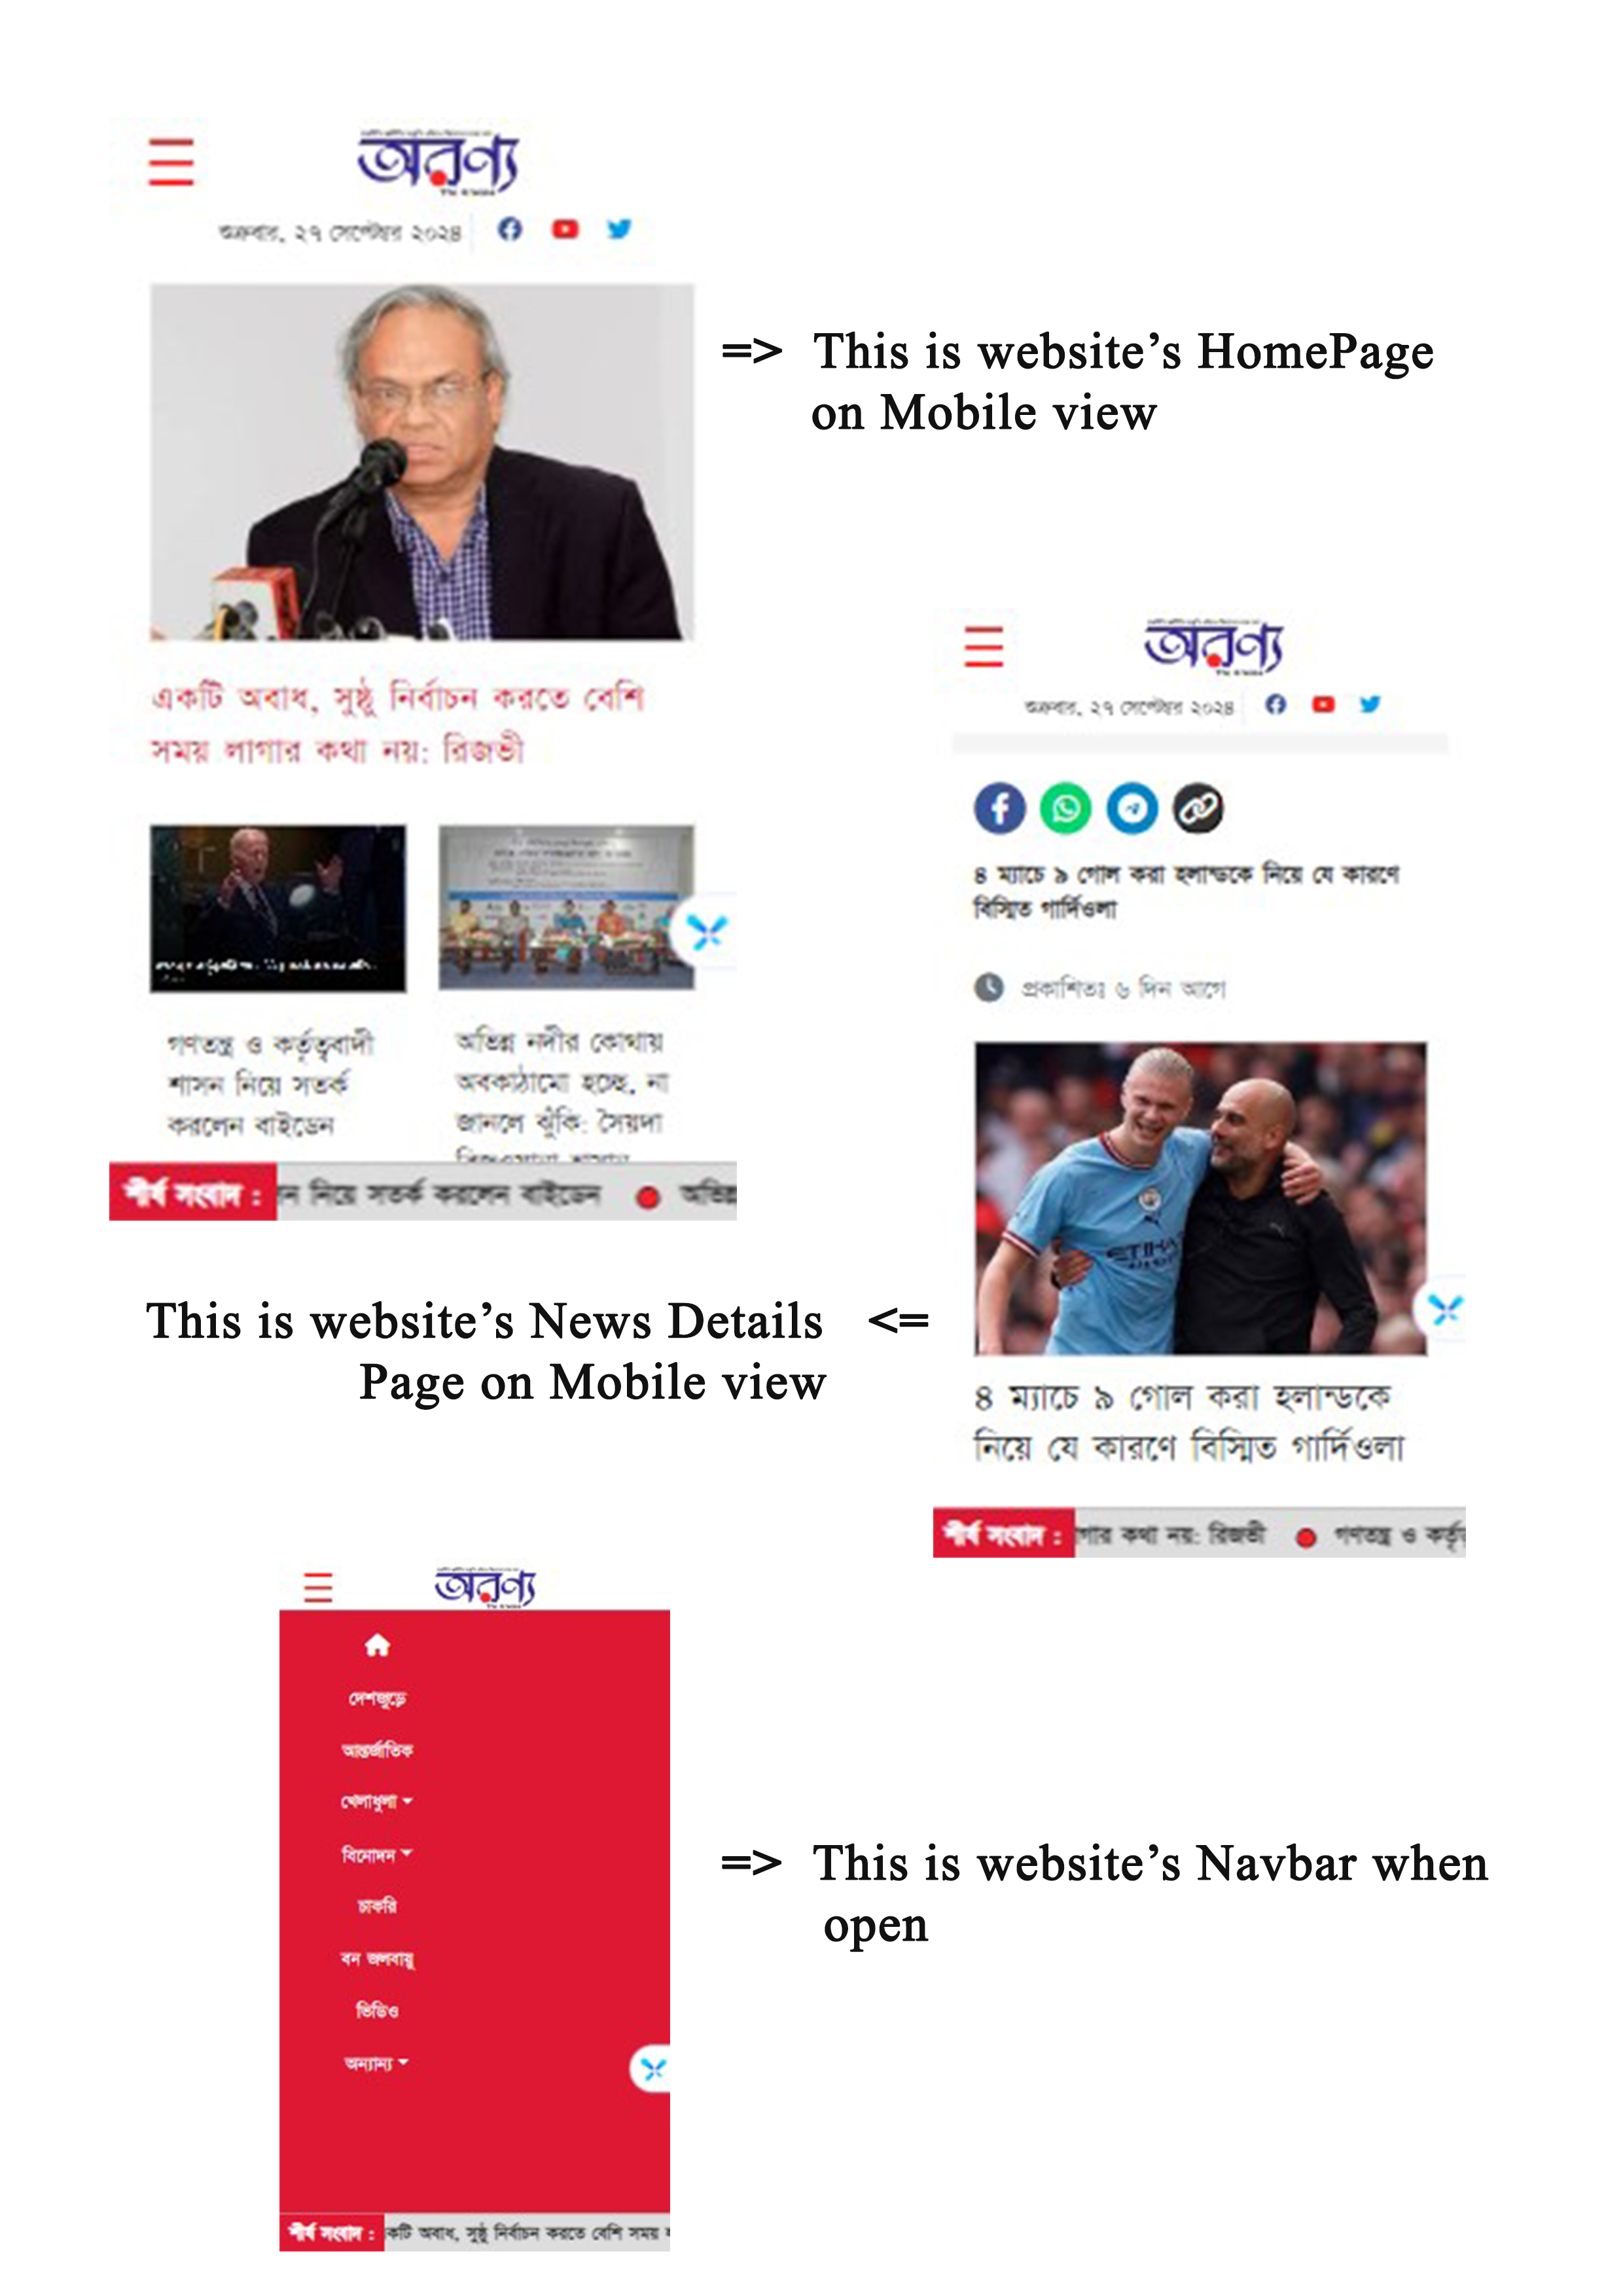 অরণ্য
শুক্রবার, ২৭ সেপ্টেম্বর ২০২৪
=> This is website’s HomePage
on Mobile view
একটি অবাধ, সুষ্ঠু নির্বাচন করতে বেশি
সময় লাগার কথা নয়: রিজভী
গণতন্ত্র ও কর্তৃত্ববাদী
শাসন নিয়ে সতর্ক
করলেন বাইডেন
অভিন্ন নদীর কোথায়
অবকাঠামো হচ্ছে, না
জানলে ঝুঁকি: সৈয়দা
শীর্ষ সংবাদ : ন নিয়ে সতর্ক করলেন বাইডেন অভিন্ন
অরণ্য
শুক্রবার, ২৭ সেপ্টেম্বর ২০২৪
৪ ম্যাচে ৯ গোল করা হলান্ডকে নিয়ে যে কারণে
বিস্মিত গার্দিওলা
প্রকাশিতঃ ৬ দিন আগে
ETIHAD
৪ ম্যাচে ৯ গোল করা হলান্ডকে
নিয়ে যে কারণে বিস্মিত গার্দিওলা
শীর্ষ সংবাদ : াগার কথা নয়: রিজভী গণতন্ত্র ও
This is website’s News Details <=
Page on Mobile view
অরণ্য
দেশজুড়ে
আন্তর্জাতিক
খেলাধুলা
বিনোদন
চাকরি
বন জলবায়ু
ভিডিও
অন্যান্য
=> This is website’s Navbar when
open
শীর্ষ সংবাদ : কটি অবাধ, সুষ্ঠু নির্বাচন করতে বেশি সময়